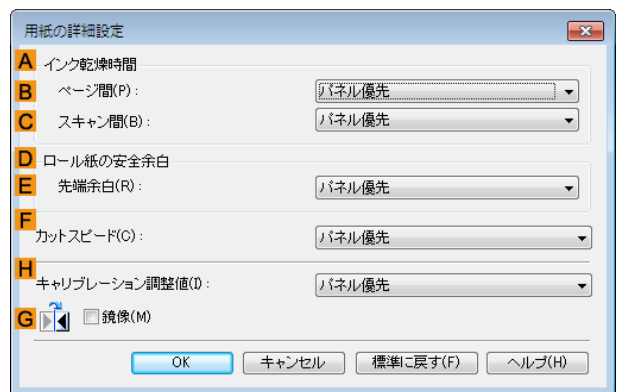 用紙の詳細設定
A インク乾燥時間
B ページ間(P): パネル優先
C スキャン間(B): パネル優先
D ロール紙の安全余白
E 先端余白(R): パネル優先
F カットスピード(C): パネル優先
H キャリブレーション調整値(I): パネル優先
G 鏡像(M)
OK キャンセル 標準に戻す(F) ヘルプ(H)